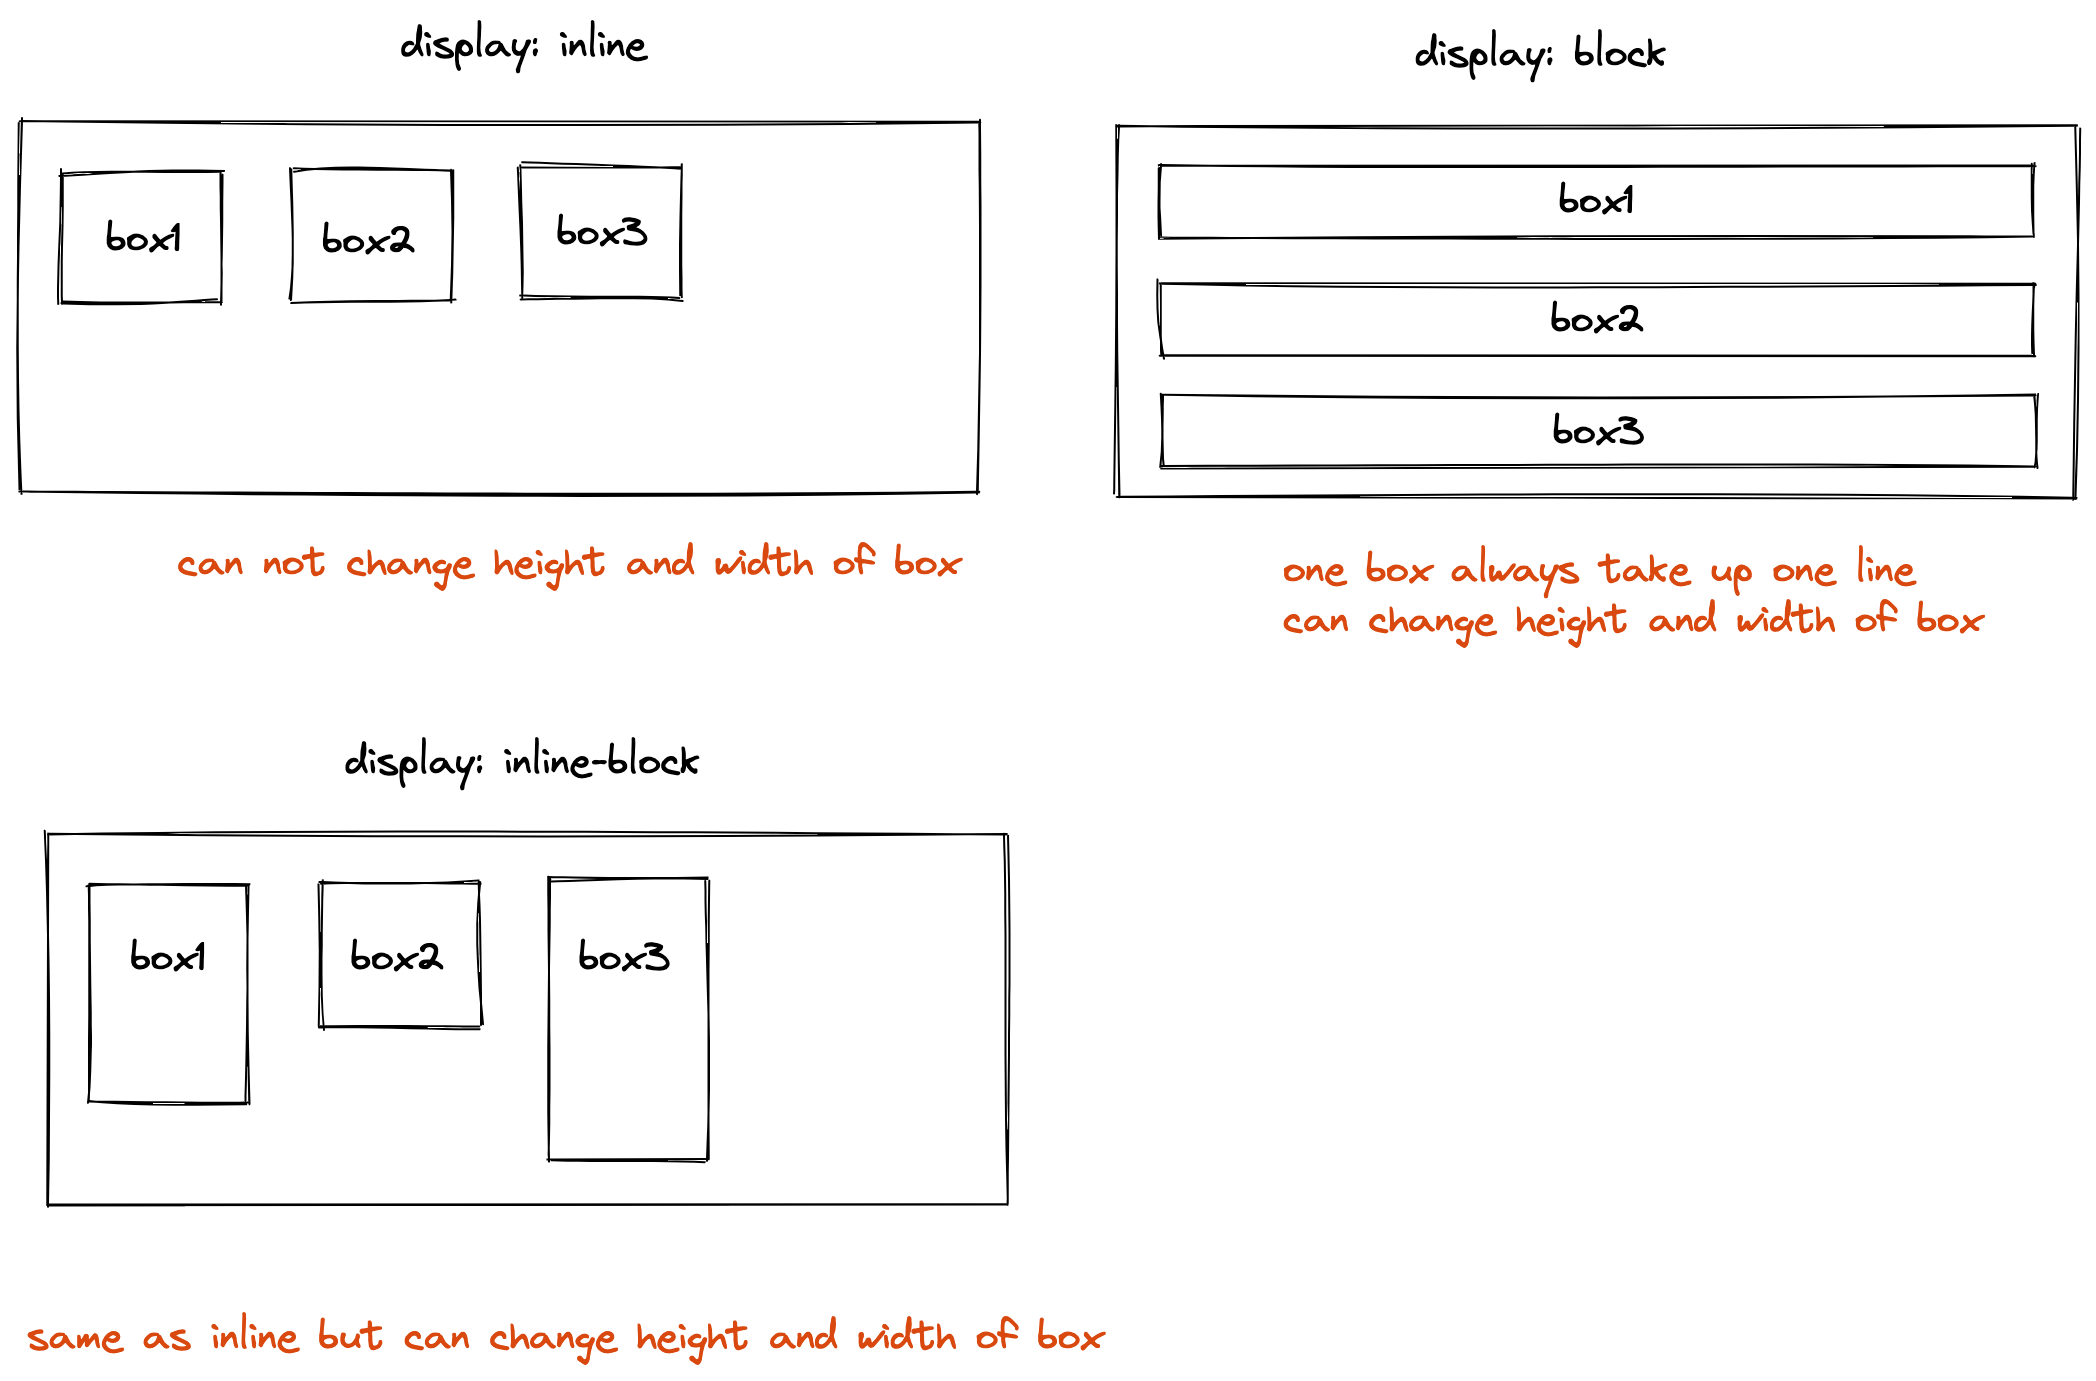 display: inline
box1
box2
box3
can not change height and width of box
display: block
box1
box2
box3
one box always take up one line
can change height and width of box
display: inline-block
box1
box2
box3
same as inline but can change height and width of box